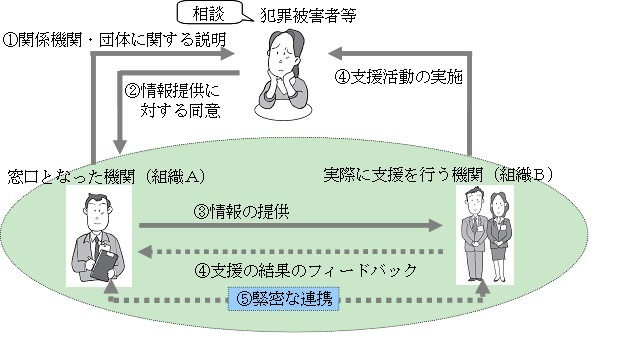 相談
犯罪被害者等
①関係機関・団体に関する説明
②情報提供に
対する同意
④支援活動の実施
窓口となった機関（組織Ａ）
実際に支援を行う機関（組織Ｂ）
③情報の提供
④支援の結果のフィードバック
⑤緊密な連携